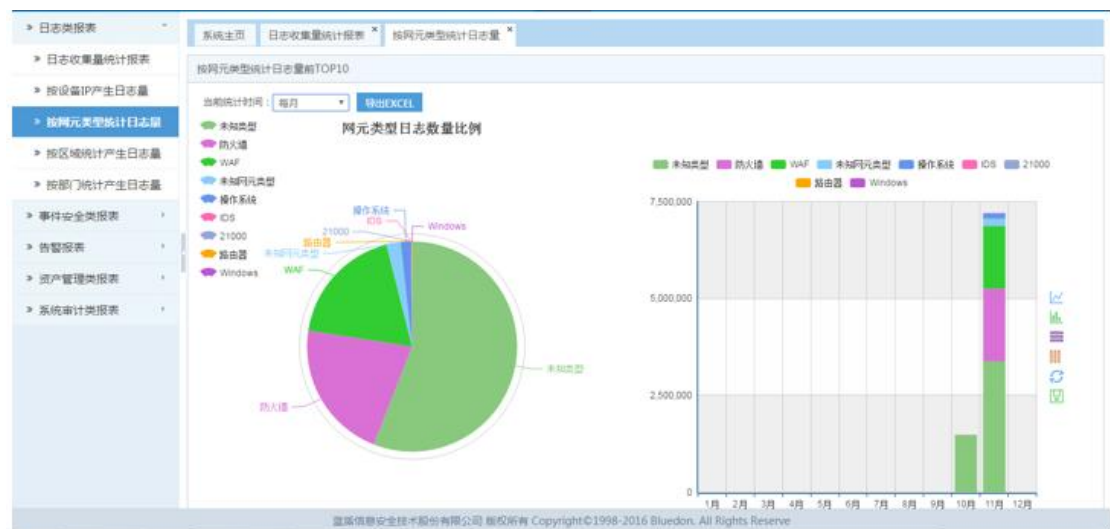 » 日志类报表
» 日志收集量统计报表
» 按设备IP产生日志量
» 按网元类型统计日志量
» 按区域统计产生日志量
» 按部门统计产生日志量
» 事件安全类报表
» 告警报表
» 资产管理类报表
» 系统审计类报表
系统主页 日志收集量统计报表 × 按网元类型统计日志量 ×
按网元类型统计日志量前TOP10
当前统计时间: 每月 导出EXCEL
网元类型日志数量比例
未知类型
防火墙
WAF
未知网元类型
操作系统
IDS
21000
路由器
Windows
操作系统
IDS
21000
Windows
路由器
未知网元类型
WAF
未知类型
防火墙
未知类型 防火墙 WAF 未知网元类型 操作系统 IDS 21000
路由器 Windows
7,500,000
5,000,000
2,500,000
0
1月 2月 3月 4月 5月 6月 7月 8月 9月 10月 11月 12月
蓝盾信息安全技术股份有限公司 版权所有 Copyright©1998-2016 Bluedon. All Rights Reserve